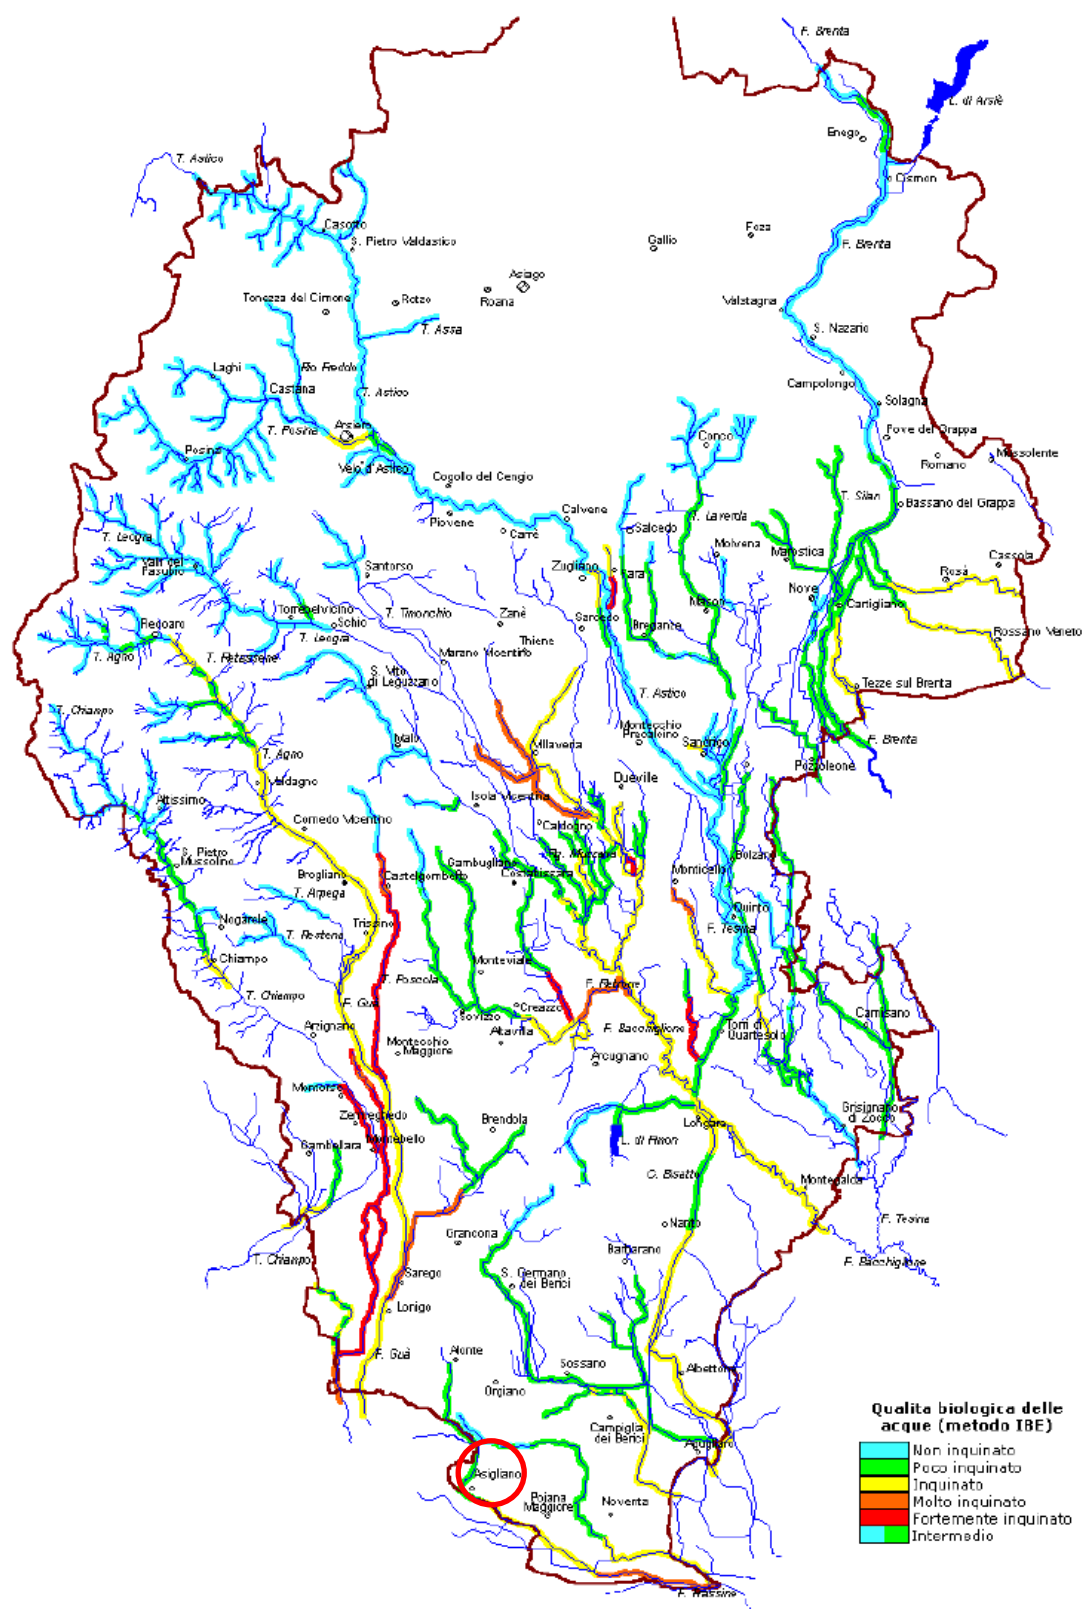 F. Brenta
L. di Arsiè
Enego
T. Astico
Cismon
Casotto
S. Pietro Valdastico
Foza
Gallio
F. Brenta
Asiago
Roana
Tonezza del Cimone
Rotzo
Valstagna
T. Assa
S. Nazario
Laghi
Rio Freddo
Campolongo
Castana
T. Astico
Solagna
T. Posina
Arsiero
Conco
Pove del Grappa
Posina
Romano
Mussolente
Velo d'Astico
Cogollo del Cengio
T. Silan
Bassano del Grappa
Piovene
Calvene
T. Laverda
Carrè
Salcedo
T. Leogra
Valli del
Pasubio
Molvena
Marostica
Cassola
Santorso
Zugliano
Fara
Rosà
Nove
Torrebelvicino
T. Timonchio
Zanè
Mason
Cartigliano
Recoaro
Schio
T. Leogra
Thiene
Sarcedo
Breganze
Rossano Veneto
T. Agno
Marano Vicentino
S. Vito
di Leguzzano
Tezze sul Brenta
T. Astico
T. Chiampo
Montecchio
Precalcino
Malo
Villaverla
Sandrigo
F. Brenta
T. Agno
Pozzoleone
Valdagno
Dueville
Altissimo
Isola Vicentina
Cornedo Vicentino
Caldogno
S. Pietro
Mussolino
Gambugliano
Bolzano
Brogliano
Castelgomberto
Costabissara
Monticello
T. Arpega
Quinto
Nogarole
Trissino
F. Tesina
T. Restena
Chiampo
Monteviale
T. Poscola
F. Retrone
T. Chiampo
F. Guà
Creazzo
Sovizzo
Camisano
Arzignano
Altavilla
F. Bacchiglione
Torri di
Quartesolo
Montecchio
Maggiore
Arcugnano
Montorso
Grisignano
di Zocco
Zermeghedo
Brendola
Longare
Gambellara
Montebello
L. di Fimon
O. Bisatto
Montegalda
Nanto
F. Tesina
Grancona
Barbarano
T. Chiampo
F. Bacchiglione
Sarego
S. Germano
dei Berici
Lonigo
F. Guà
Alonte
Sossano
Albettone
Orgiano
Campiglia
dei Berici
Agugliaro
Asigliano
Poiana
Maggiore
Noventa
F. Frassine
Qualita biologica delle
acque (metodo IBE)
Non inquinato
Poco inquinato
Inquinato
Molto inquinato
Fortemente inquinato
Intermedio